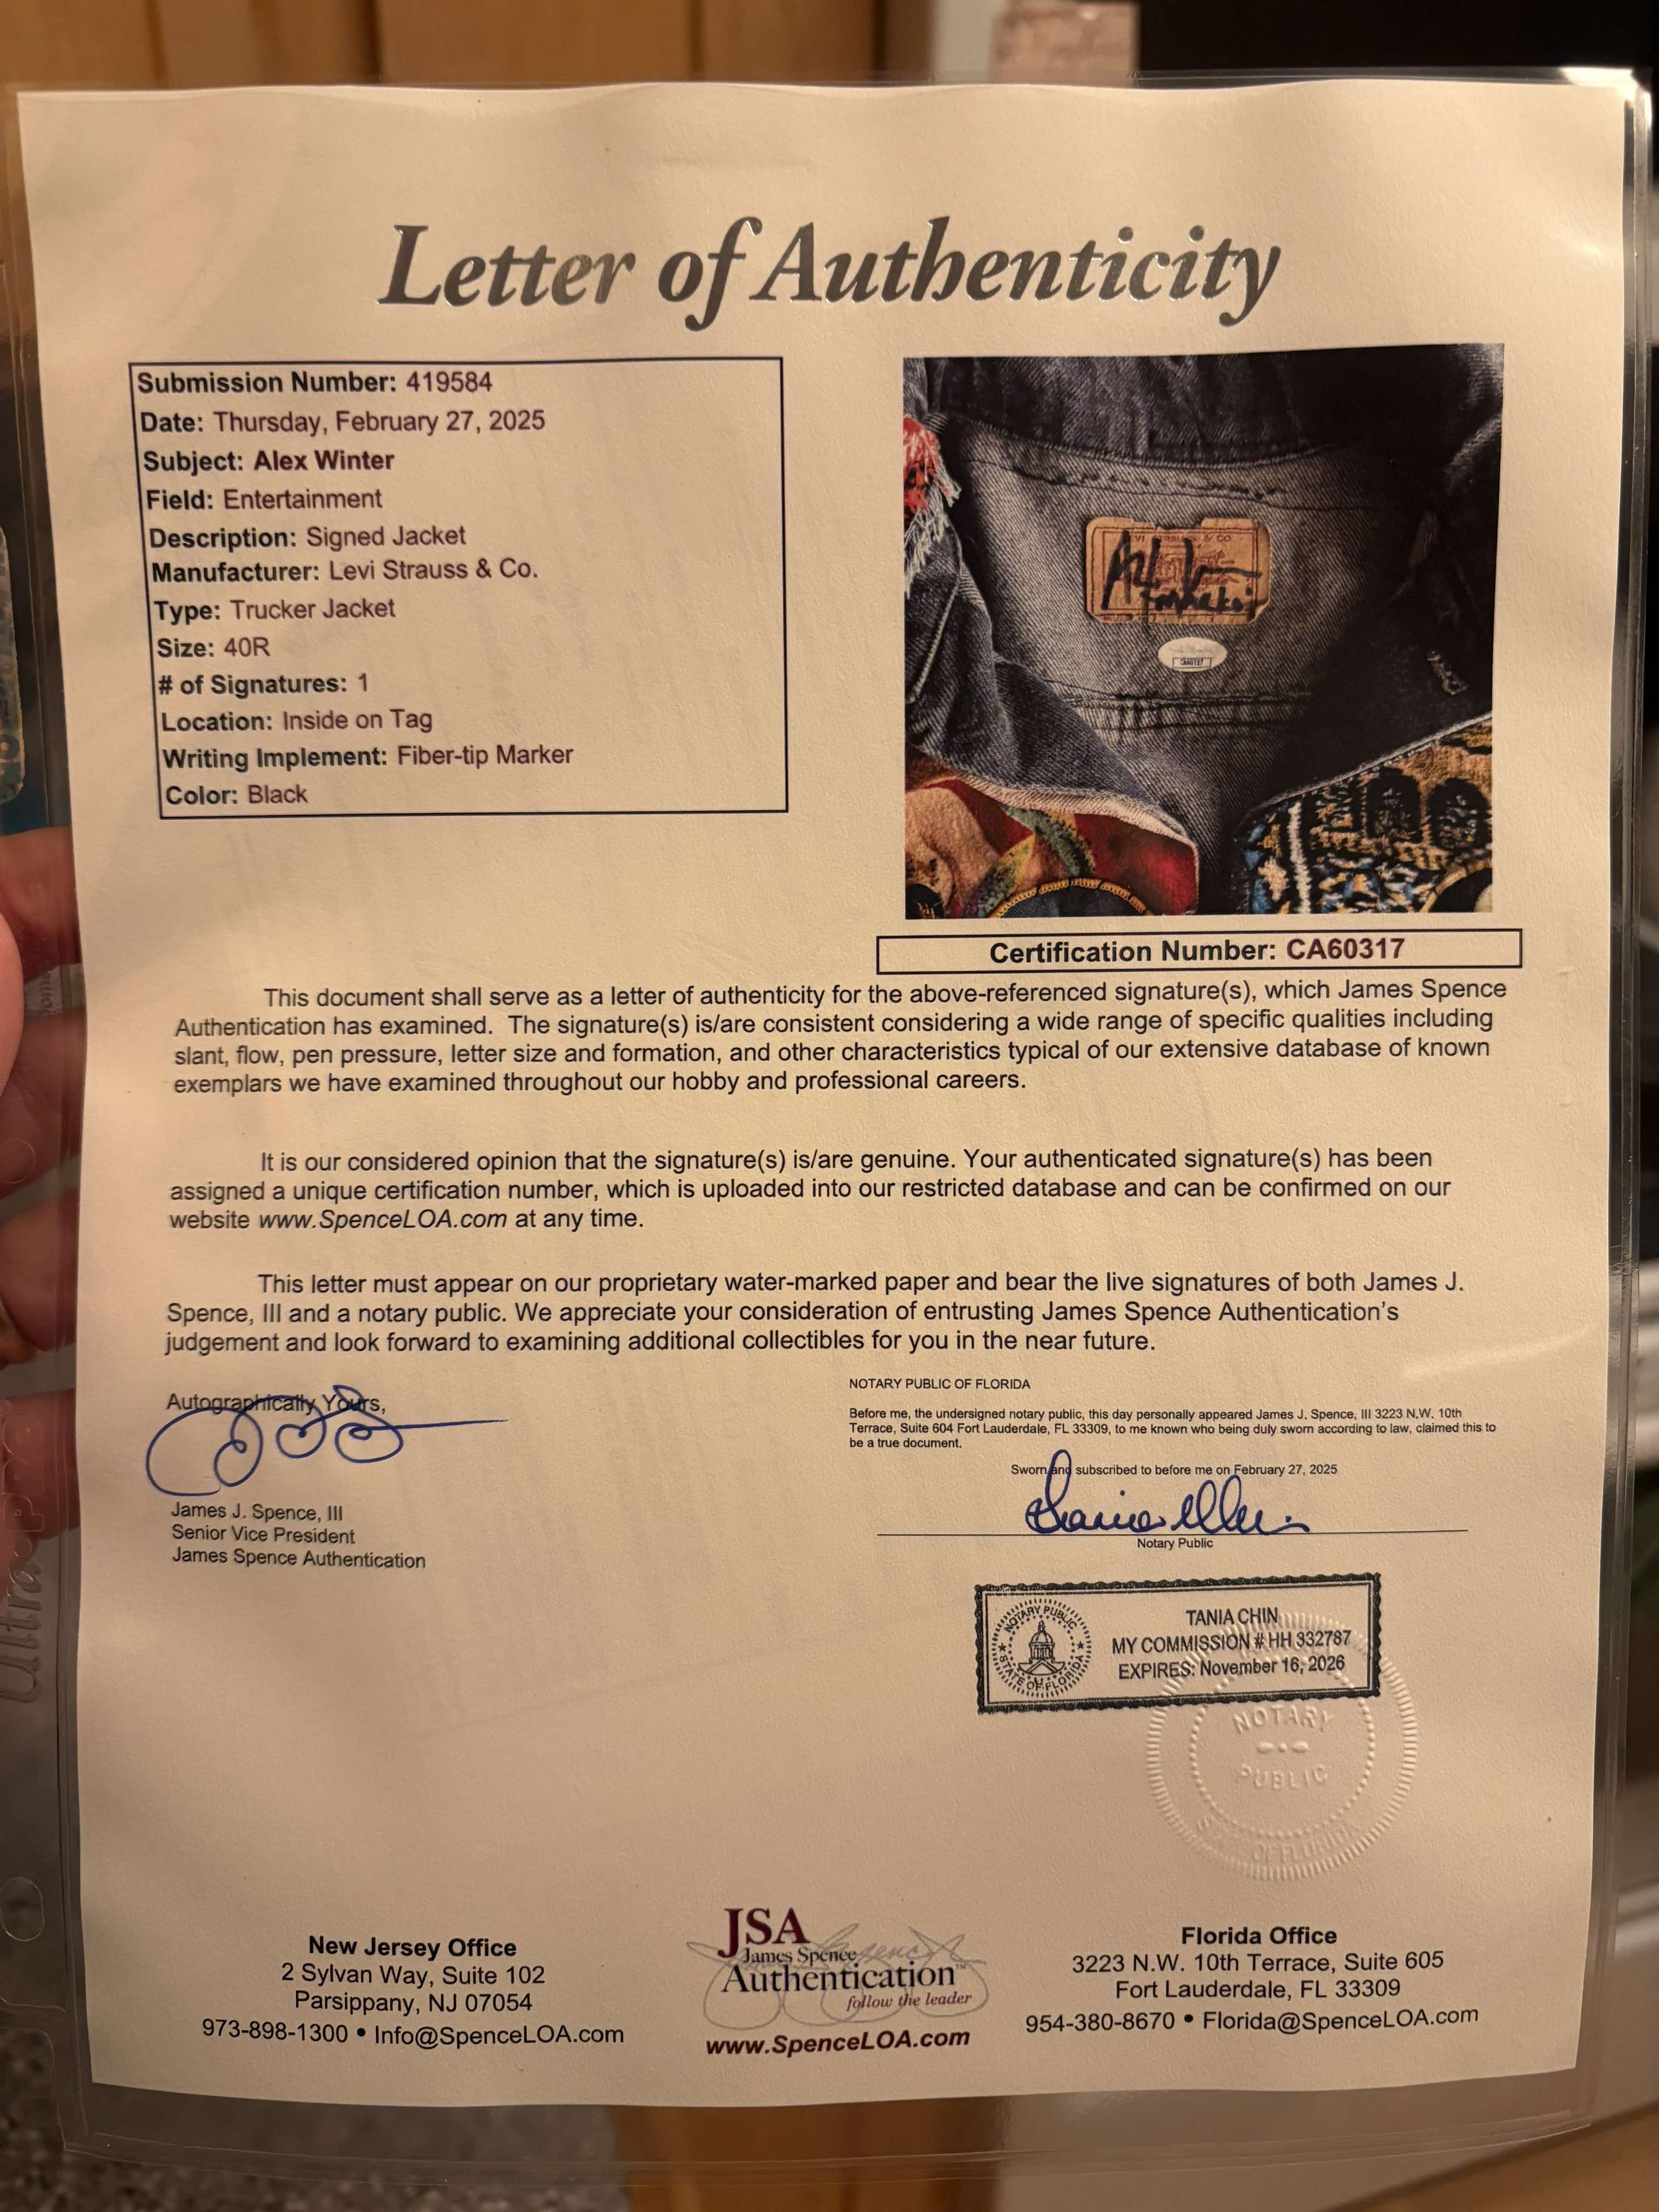 Letter of Authenticity
Submission Number: 419584
Date: Thursday, February 27, 2025
Subject: Alex Winter
Field: Entertainment
Description: Signed Jacket
Manufacturer: Levi Strauss & Co.
Type: Trucker Jacket
Size: 40R
# of Signatures: 1
Location: Inside on Tag
Writing Implement: Fiber-tip Marker
Color: Black
Certification Number: CA60317
This document shall serve as a letter of authenticity for the above-referenced signature(s), which James Spence
Authentication has examined. The signature(s) is/are consistent considering a wide range of specific qualities including
slant, flow, pen pressure, letter size and formation, and other characteristics typical of our extensive database of known
exemplars we have examined throughout our hobby and professional careers.
It is our considered opinion that the signature(s) is/are genuine. Your authenticated signature(s) has been
assigned a unique certification number, which is uploaded into our restricted database and can be confirmed on our
website www.SpenceLOA.com at any time.
This letter must appear on our proprietary water-marked paper and bear the live signatures of both James J.
Spence, III and a notary public. We appreciate your consideration of entrusting James Spence Authentication's
judgement and look forward to examining additional collectibles for you in the near future.
Autographically Yours,
James J. Spence, III
Senior Vice President
James Spence Authentication
NOTARY PUBLIC OF FLORIDA
Before me, the undersigned notary public, this day personally appeared James J. Spence, III 3223 N.W. 10th
Terrace, Suite 604 Fort Lauderdale, FL 33309, to me known who being duly sworn according to law, claimed this to
be a true document.
Sworn and subscribed to before me on February 27, 2025
Notary Public
NOTARY PUBLIC
STATE OF FLORIDA
TANIA CHIN
MY COMMISSION # HH 332787
EXPIRES: November 16, 2026
NOTARY
PUBLIC
OF FLORIDA
New Jersey Office
2 Sylvan Way, Suite 102
Parsippany, NJ 07054
973-898-1300 • Info@SpenceLOA.com
JSA
James Spence
Authentication™
follow the leader
www.SpenceLOA.com
Florida Office
3223 N.W. 10th Terrace, Suite 605
Fort Lauderdale, FL 33309
954-380-8670 • Florida@SpenceLOA.com
Ultra PRO